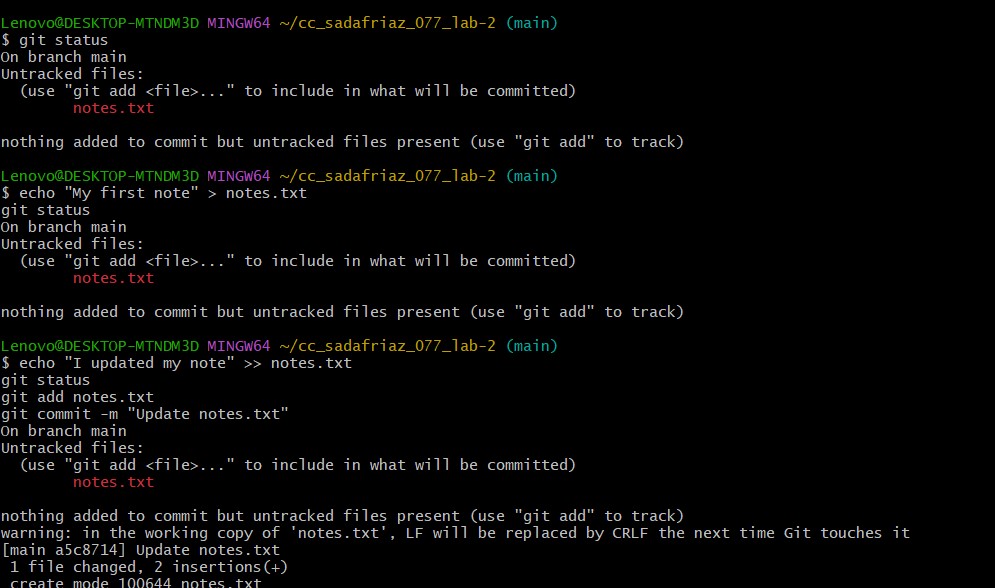 Lenovo@DESKTOP-MTNDM3D MINGW64 ~/cc_sadafriaz_077_lab-2 (main)
$ git status
On branch main
Untracked files:
  (use "git add <file>..." to include in what will be committed)
        notes.txt

nothing added to commit but untracked files present (use "git add" to track)

Lenovo@DESKTOP-MTNDM3D MINGW64 ~/cc_sadafriaz_077_lab-2 (main)
$ echo "My first note" > notes.txt
git status
On branch main
Untracked files:
  (use "git add <file>..." to include in what will be committed)
        notes.txt

nothing added to commit but untracked files present (use "git add" to track)

Lenovo@DESKTOP-MTNDM3D MINGW64 ~/cc_sadafriaz_077_lab-2 (main)
$ echo "I updated my note" >> notes.txt
git status
git add notes.txt
git commit -m "Update notes.txt"
On branch main
Untracked files:
  (use "git add <file>..." to include in what will be committed)
        notes.txt

nothing added to commit but untracked files present (use "git add" to track)
warning: in the working copy of 'notes.txt', LF will be replaced by CRLF the next time Git touches it
[main a5c8714] Update notes.txt
 1 file changed, 2 insertions(+)
 create mode 100644 notes.txt